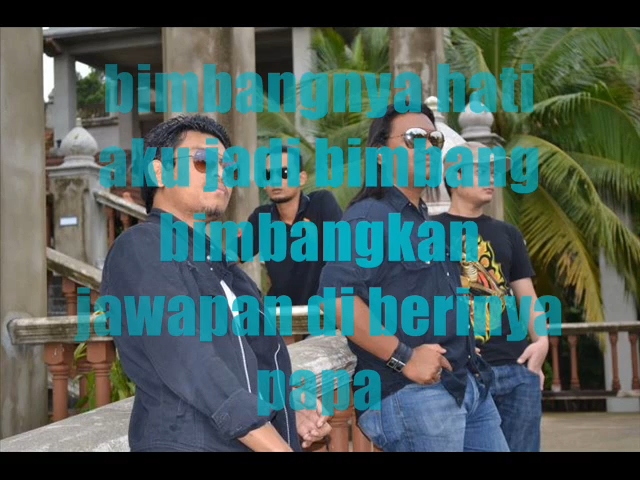 bimbangnya hati
aku jadi bimbang
bimbangkan
jawapan di berinya
papa